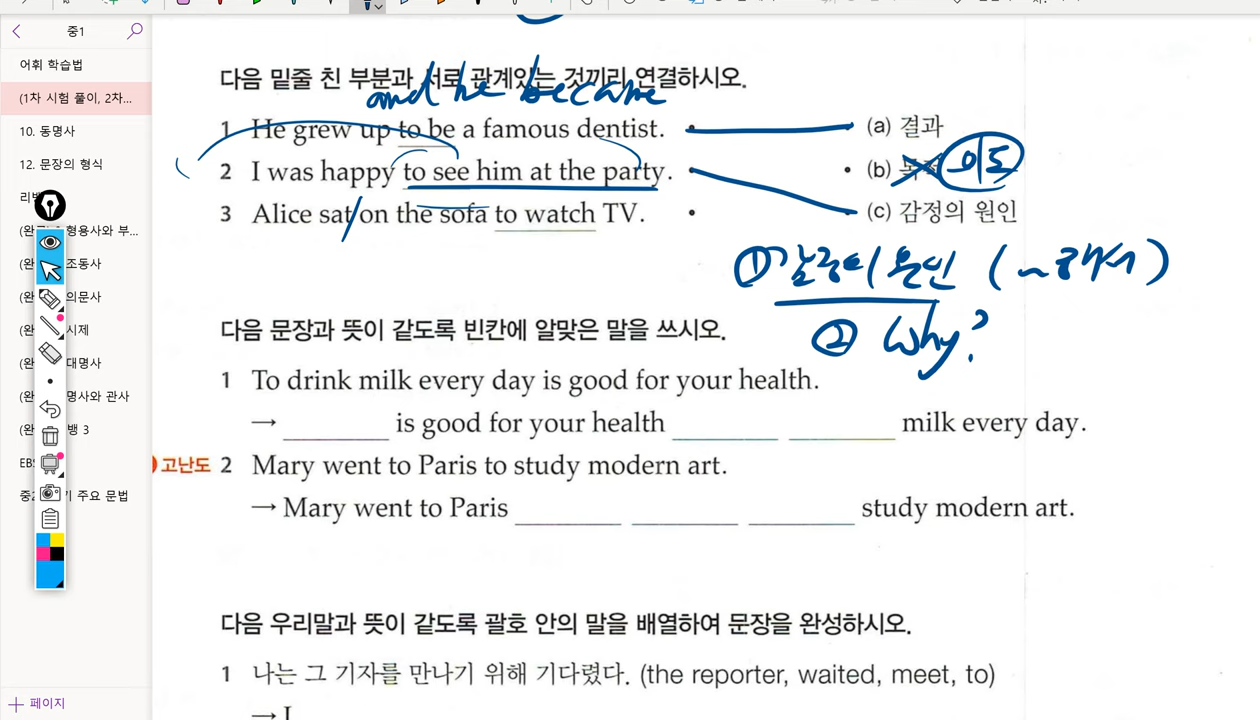 중1
어휘 학습법
(1차 시험 풀이, 2차...
10. 동명사
12. 문장의 형식
리뱅
(완 형용사와 부...
(완 조동사
(완 의문사
(완 시제
(완 대명사
(완 명사와 관사
(완 뱅 3
EBS
중2 기 주요 문법
페이지
다음 밑줄 친 부분과 서로 관계있는 것끼리 연결하시오.
and he became
1 He grew up to be a famous dentist. • • (a) 결과
2 I was happy to see him at the party. • • (b) 목적 의도
3 Alice sat / on the sofa to watch TV. • (c) 감정의 원인
① 감정의 원인 (~해서)
② Why?
다음 문장과 뜻이 같도록 빈칸에 알맞은 말을 쓰시오.
1 To drink milk every day is good for your health.
→ ________ is good for your health ________ ________ milk every day.
고난도 2 Mary went to Paris to study modern art.
→ Mary went to Paris ________ ________ ________ study modern art.
다음 우리말과 뜻이 같도록 괄호 안의 말을 배열하여 문장을 완성하시오.
1 나는 그 기자를 만나기 위해 기다렸다. (the reporter, waited, meet, to)
→ I